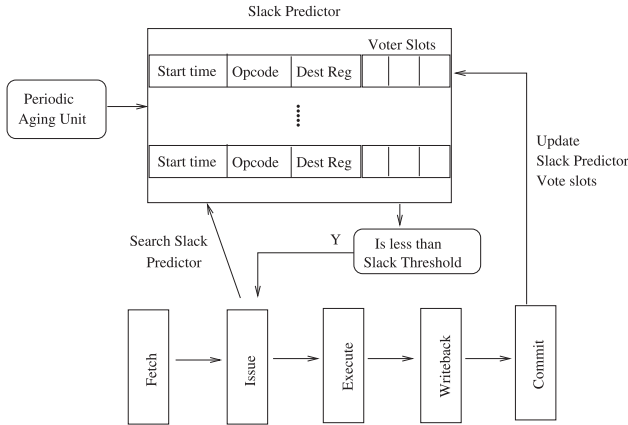 Slack Predictor
Voter Slots
Start time Opcode Dest Reg
Periodic
Aging Unit
Start time Opcode Dest Reg
Update
Slack Predictor
Vote slots
Search Slack
Predictor
Y
Is less than
Slack Threshold
Fetch
Issue
Execute
Writeback
Commit